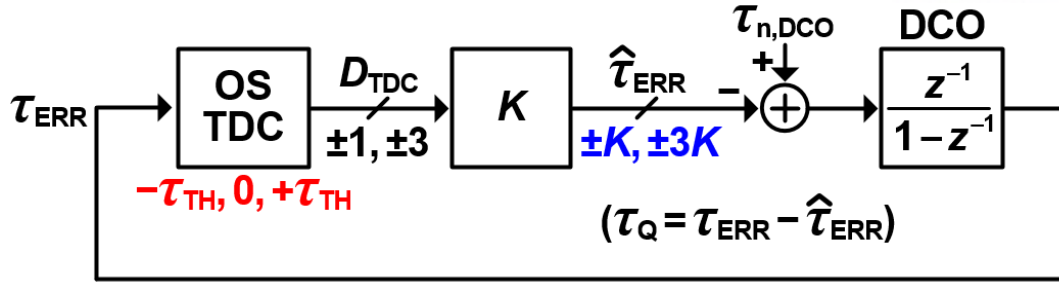 τERR
OS
TDC
−τTH, 0, +τTH
DTDC
±1, ±3
K
τ̂ERR
±K, ±3K
−
+
τn,DCO
+
DCO
z−1
1−z−1
(τQ = τERR − τ̂ERR)